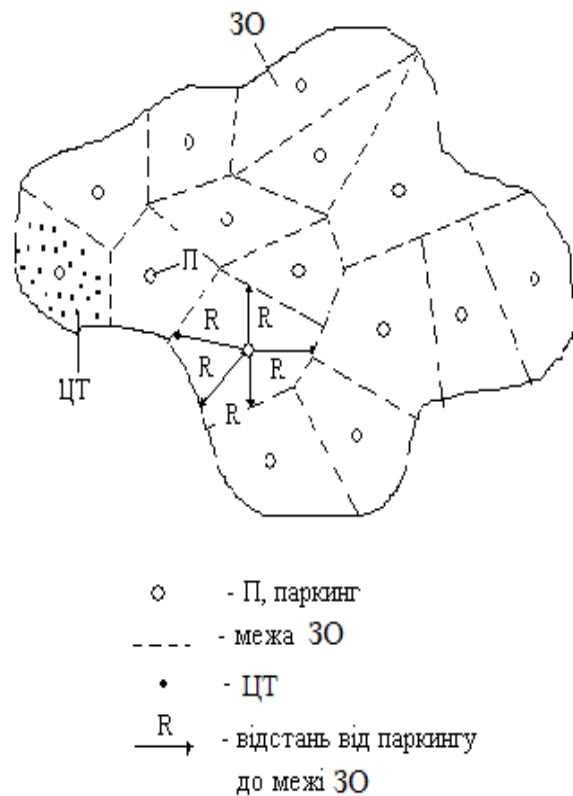 ЗО
П
R
R
R
R
R
ЦТ
- П, паркинг
- межа ЗО
- ЦТ
R
- відстань від паркингу
до межі ЗО